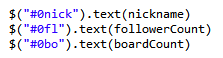 $("#0nick").text(nickname)
$("#0fl").text(followerCount)
$("#0bo").text(boardCount)